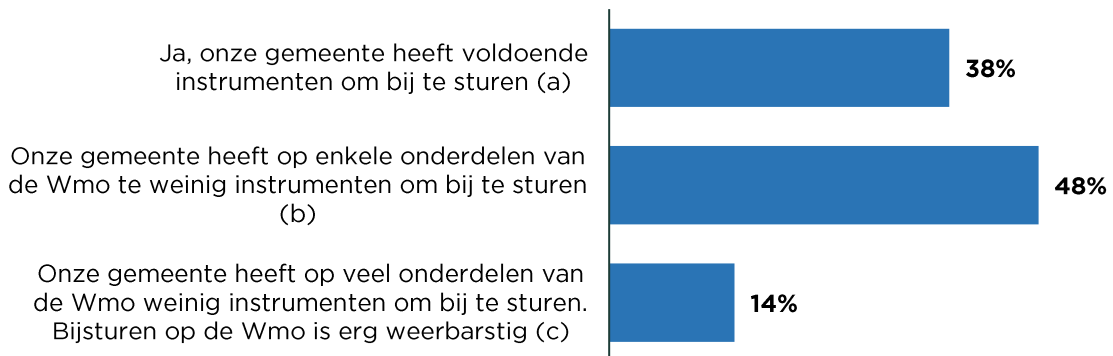 Ja, onze gemeente heeft voldoende
instrumenten om bij te sturen (a)
38%
Onze gemeente heeft op enkele onderdelen van
de Wmo te weinig instrumenten om bij te sturen
(b)
48%
Onze gemeente heeft op veel onderdelen van
de Wmo weinig instrumenten om bij te sturen.
Bijsturen op de Wmo is erg weerbarstig (c)
14%